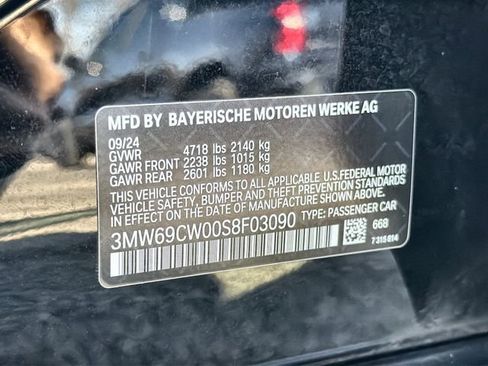 MFD BY BAYERISCHE MOTOREN WERKE AG
09/24
GVWR 4718 lbs 2140 kg
GAWR FRONT 2238 lbs 1015 kg
GAWR REAR 2601 lbs 1180 kg
THIS VEHICLE CONFORMS TO ALL APPLICABLE U.S.FEDERAL MOTOR
VEHICLE SAFETY, BUMPER AND THEFT PREVENTION STANDARDS
IN EFFECT ON THE DATE OF MANUFACTURE SHOWN ABOVE.
3MW69CW00S8F03090 TYPE: PASSENGER CAR
668
7 315 014